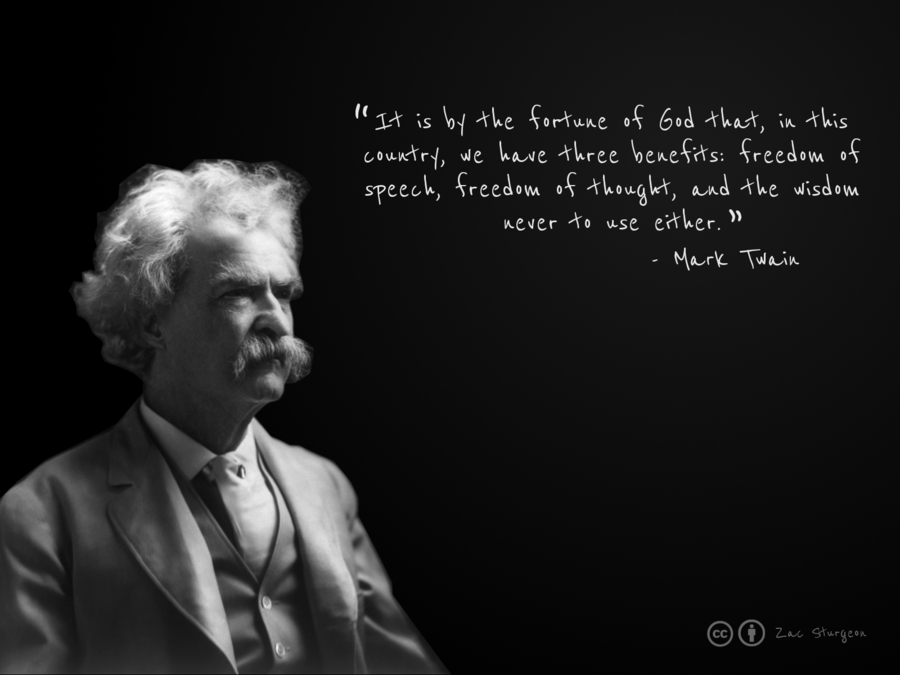 “It is by the fortune of God that, in this
country, we have three benefits: freedom of
speech, freedom of thought, and the wisdom
never to use either.”
- Mark Twain
cc Zac Sturgeon